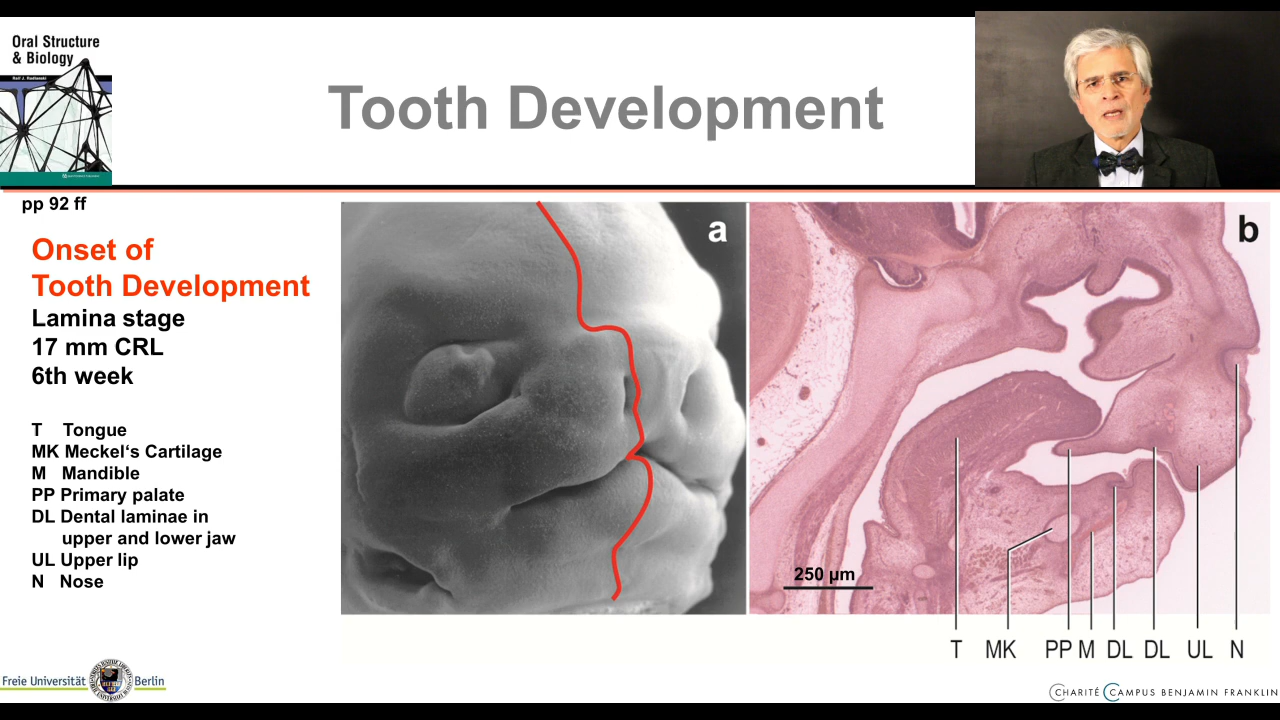 Oral Structure
& Biology
Ralf J. Radlanski
Tooth Development
pp 92 ff
Onset of
Tooth Development
Lamina stage
17 mm CRL
6th week
T Tongue
MK Meckel‘s Cartilage
M Mandible
PP Primary palate
DL Dental laminae in
upper and lower jaw
UL Upper lip
N Nose
a
b
250 µm
T MK PP M DL DL UL N
Freie Universität Berlin
CHARITÉ CAMPUS BENJAMIN FRANKLIN